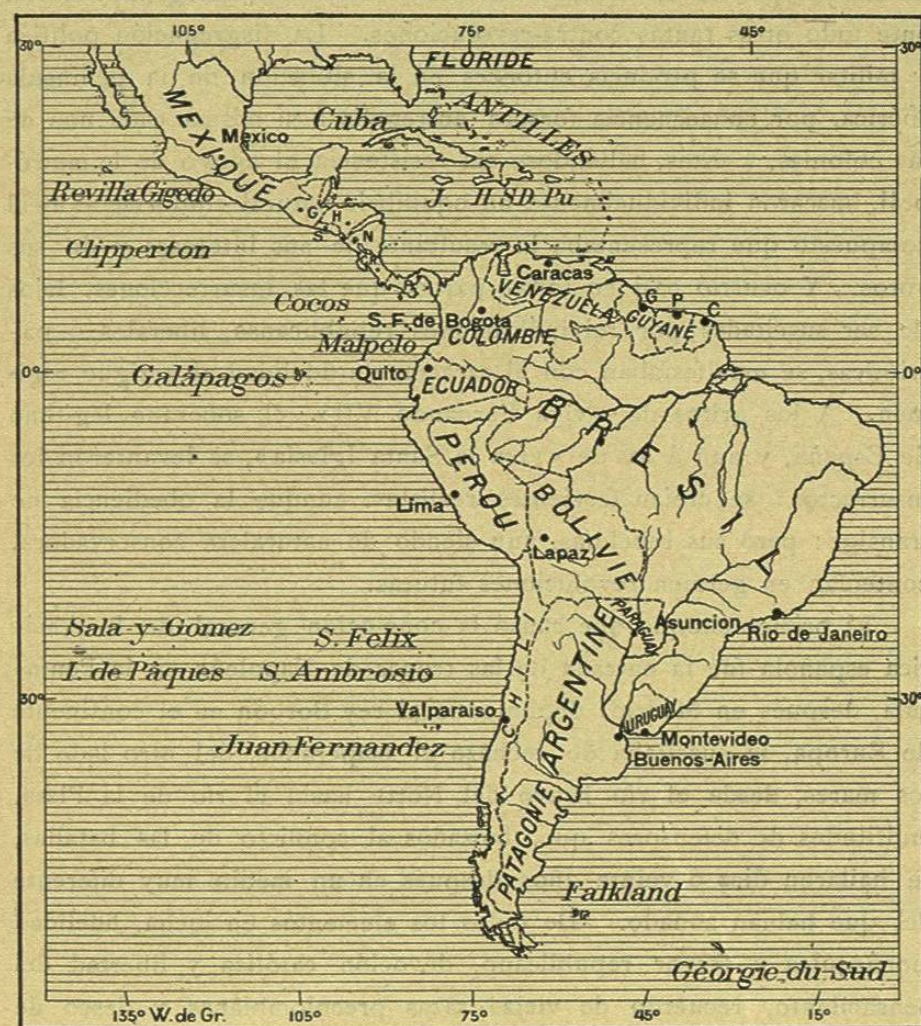 105° 75°
30° 30°
FLORIDE
MEXIQUE
Mexico
Cuba
ANTILLES
Revilla Gigedo
J. H. S.D. Pu
G H
S N
Clipperton
Caracas
VENEZUELA
G P C
GUYANE
Cocos
S.F. de Bogota
COLOMBIE
Malpelo
0° 0°
Galápagos
Quito
ECUADOR
BRESIL
PEROU
Lima
BOLIVIE
Lapaz
PARAGUAY
Asuncion
Rio de Janeiro
Sala-y-Gomez
S. Felix
I. de Pâques
S. Ambrosio
CHILI
ARGENTINE
30° 30°
Valparaiso
URUGUAY
Juan Fernandez
Montevideo
Buenos-Aires
PATAGONIE
Falkland
Géorgie du Sud
135° W. de Gr. 105° 75° 45° 15°